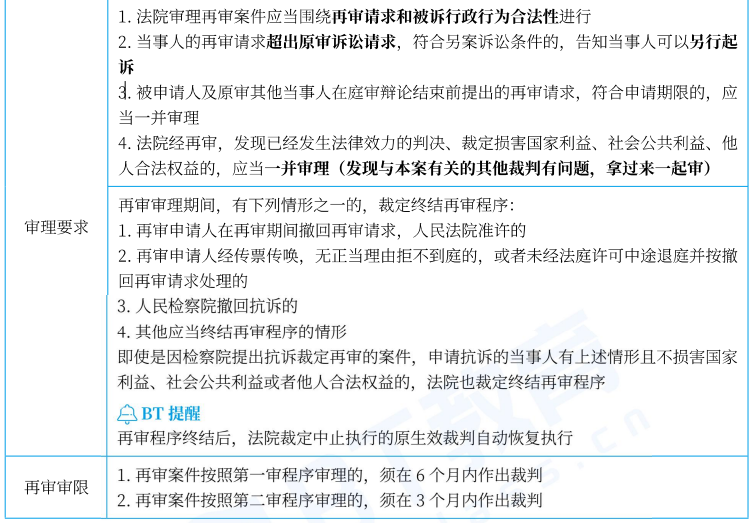 1. 法院审理再审案件应当围绕再审请求和被诉行政行为合法性进行
2. 当事人的再审请求超出原审诉讼请求，符合另案诉讼条件的，告知当事人可以另行起
诉
3. 被申请人及原审其他当事人在庭审辩论结束前提出的再审请求，符合申请期限的，应
当一并审理
4. 法院经再审，发现已经发生法律效力的判决、裁定损害国家利益、社会公共利益、他
人合法权益的，应当一并审理（发现与本案有关的其他裁判有问题，拿过来一起审）
审理要求
再审审理期间，有下列情形之一的，裁定终结再审程序：
1. 再审申请人在再审期间撤回再审请求，人民法院准许的
2. 再审申请人经传票传唤，无正当理由拒不到庭的，或者未经法庭许可中途退庭并按撤
回再审请求处理的
3. 人民检察院撤回抗诉的
4. 其他应当终结再审程序的情形
即使是因检察院提出抗诉裁定再审的案件，申请抗诉的当事人有上述情形且不损害国家
利益、社会公共利益或者他人合法权益的，法院也裁定终结再审程序
BT 提醒
再审程序终结后，法院裁定中止执行的原生效裁判自动恢复执行
再审审限
1. 再审案件按照第一审程序审理的，须在 6 个月内作出裁判
2. 再审案件按照第二审程序审理的，须在 3 个月内作出裁判